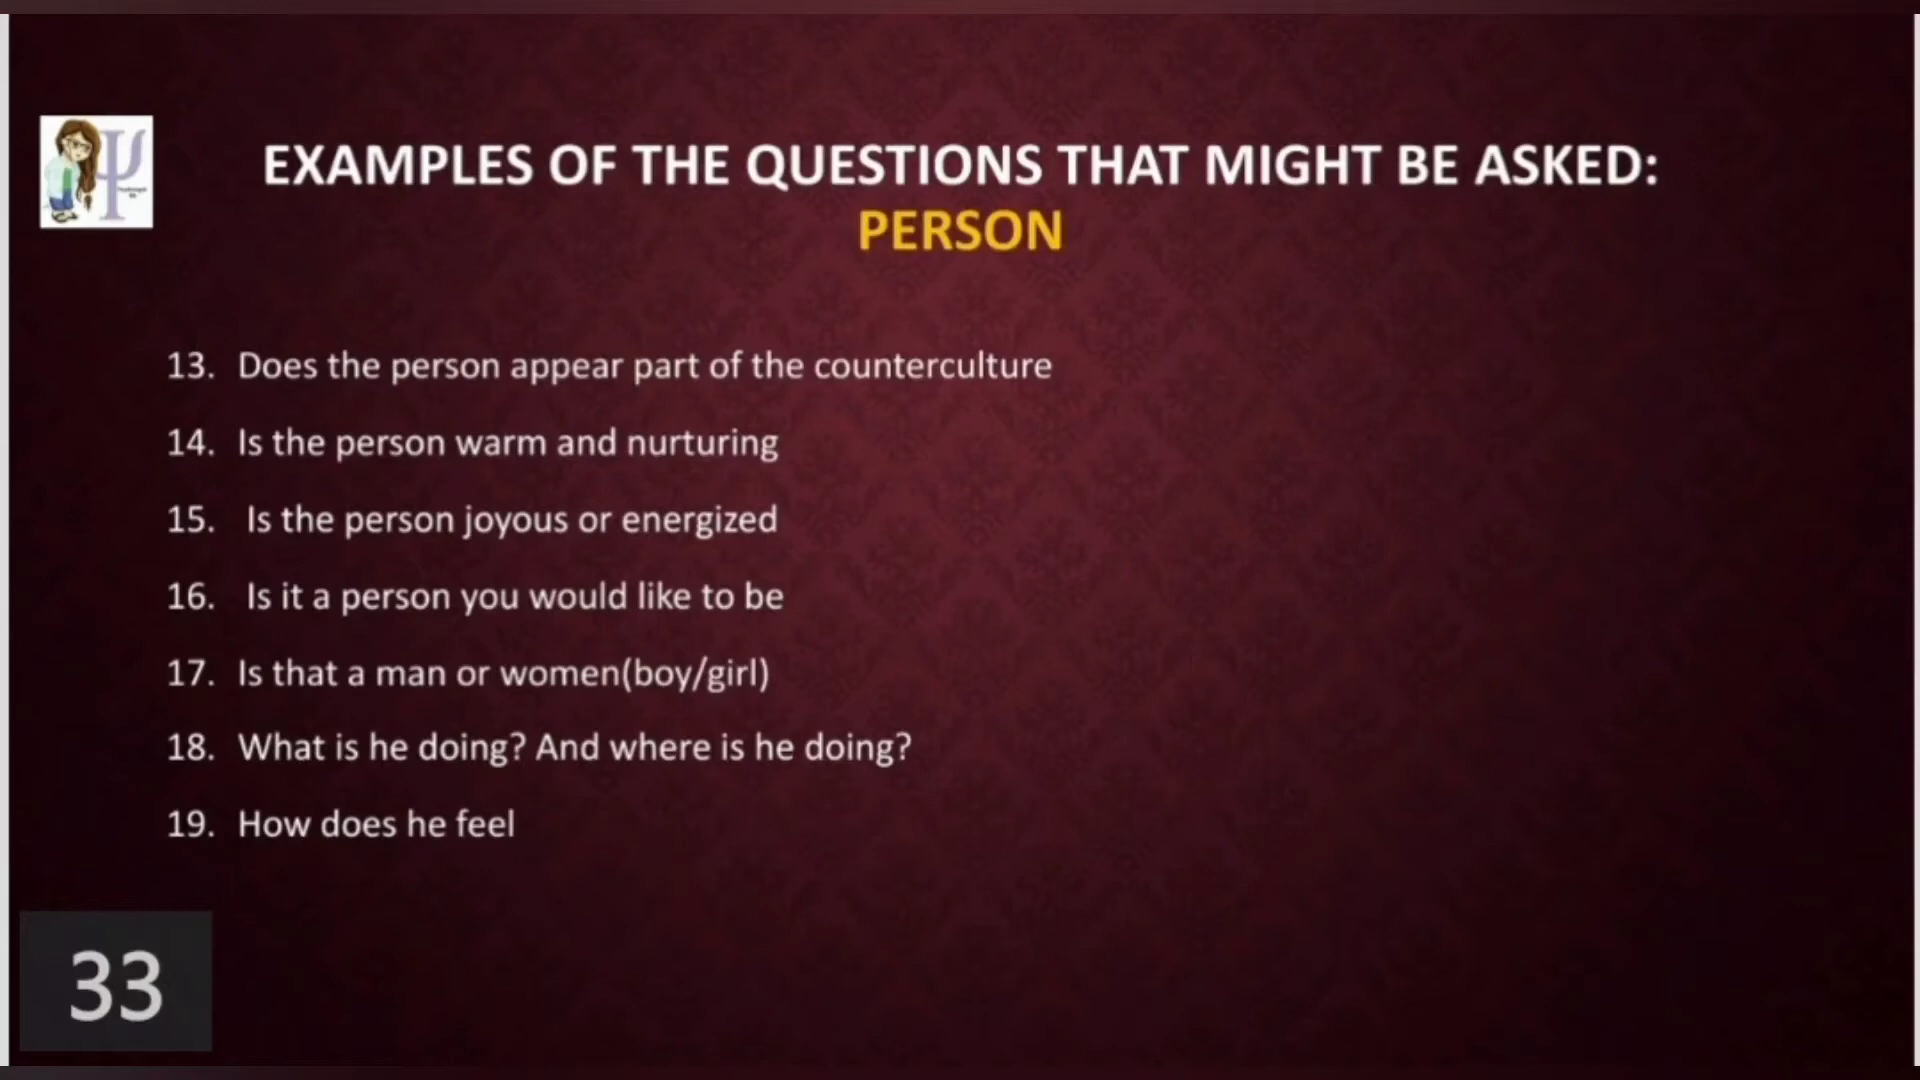 EXAMPLES OF THE QUESTIONS THAT MIGHT BE ASKED:
PERSON
13. Does the person appear part of the counterculture
14. Is the person warm and nurturing
15. Is the person joyous or energized
16. Is it a person you would like to be
17. Is that a man or women(boy/girl)
18. What is he doing? And where is he doing?
19. How does he feel
33